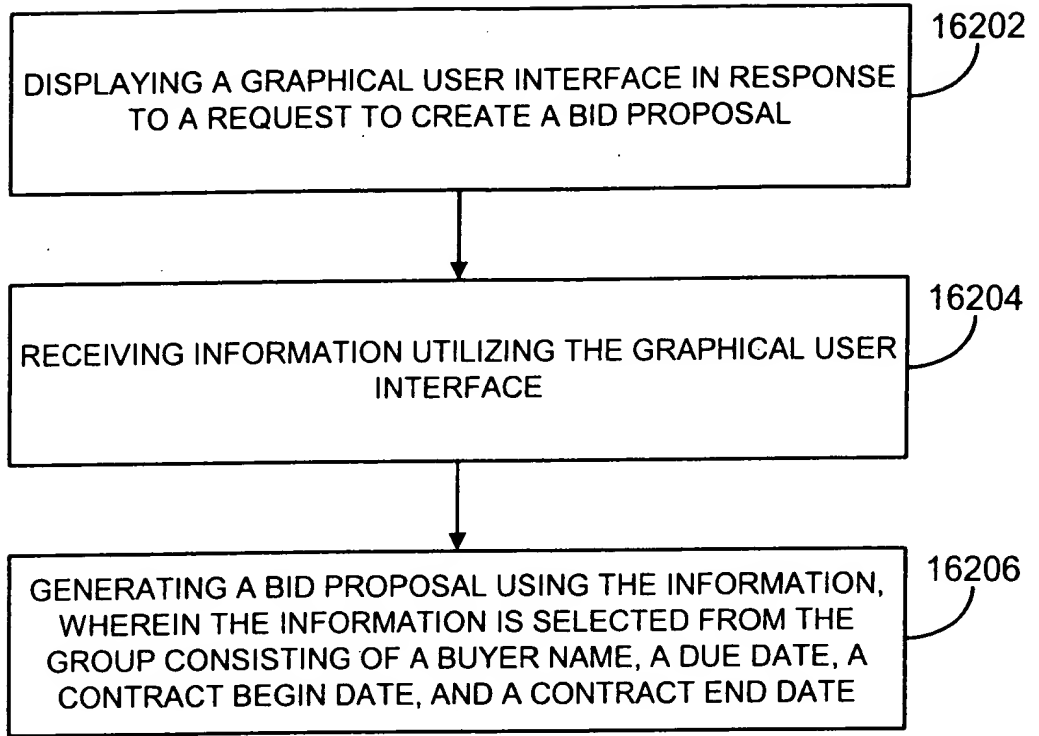 16202
DISPLAYING A GRAPHICAL USER INTERFACE IN RESPONSE
TO A REQUEST TO CREATE A BID PROPOSAL
16204
RECEIVING INFORMATION UTILIZING THE GRAPHICAL USER
INTERFACE
16206
GENERATING A BID PROPOSAL USING THE INFORMATION,
WHEREIN THE INFORMATION IS SELECTED FROM THE
GROUP CONSISTING OF A BUYER NAME, A DUE DATE, A
CONTRACT BEGIN DATE, AND A CONTRACT END DATE